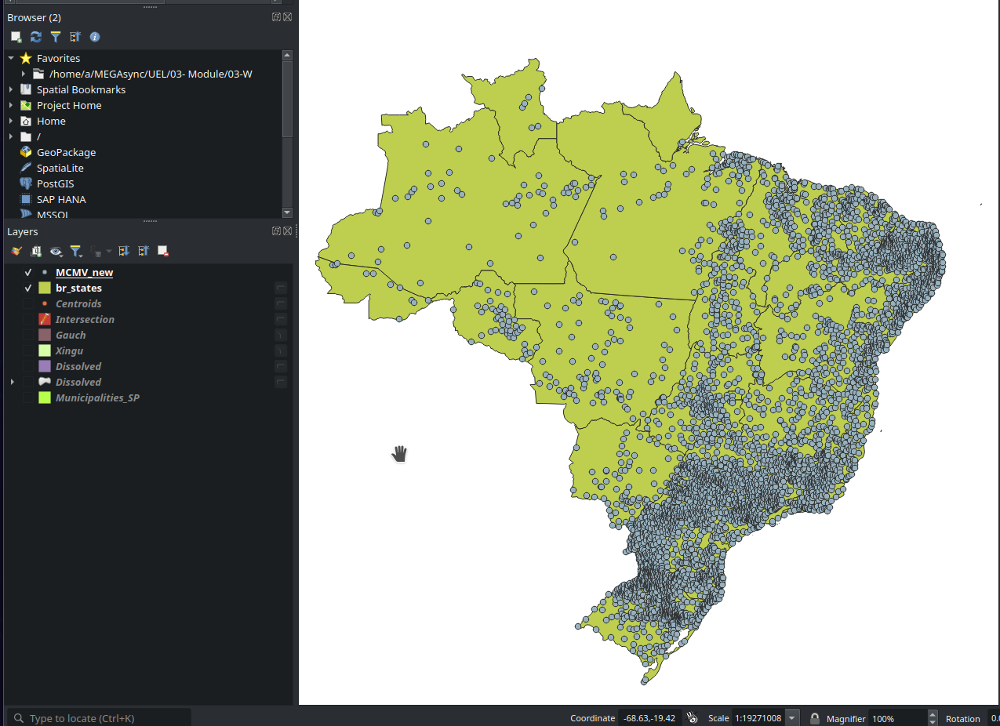 Browser (2)
Favorites
/home/a/MEGAsync/UEL/03- Module/03-W
Spatial Bookmarks
Project Home
Home
/
GeoPackage
SpatiaLite
PostGIS
SAP HANA
MSSQL
Layers
MCMV_new
br_states
Centroids
Intersection
Gauch
Xingu
Dissolved
Dissolved
Municipalities_SP
Type to locate (Ctrl+K)
Coordinate -68.63,-19.42 Scale 1:19271008 Magnifier 100% Rotation 0.0